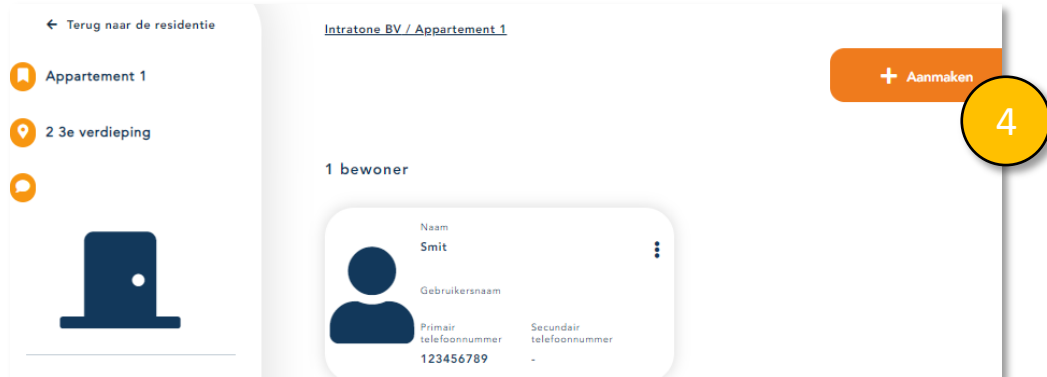 ← Terug naar de residentie
Appartement 1
2 3e verdieping
Intratone BV / Appartement 1
+ Aanmaken
4
1 bewoner
Naam
Smit
Gebruikersnaam
Primair telefoonnummer
123456789
Secundair telefoonnummer
-